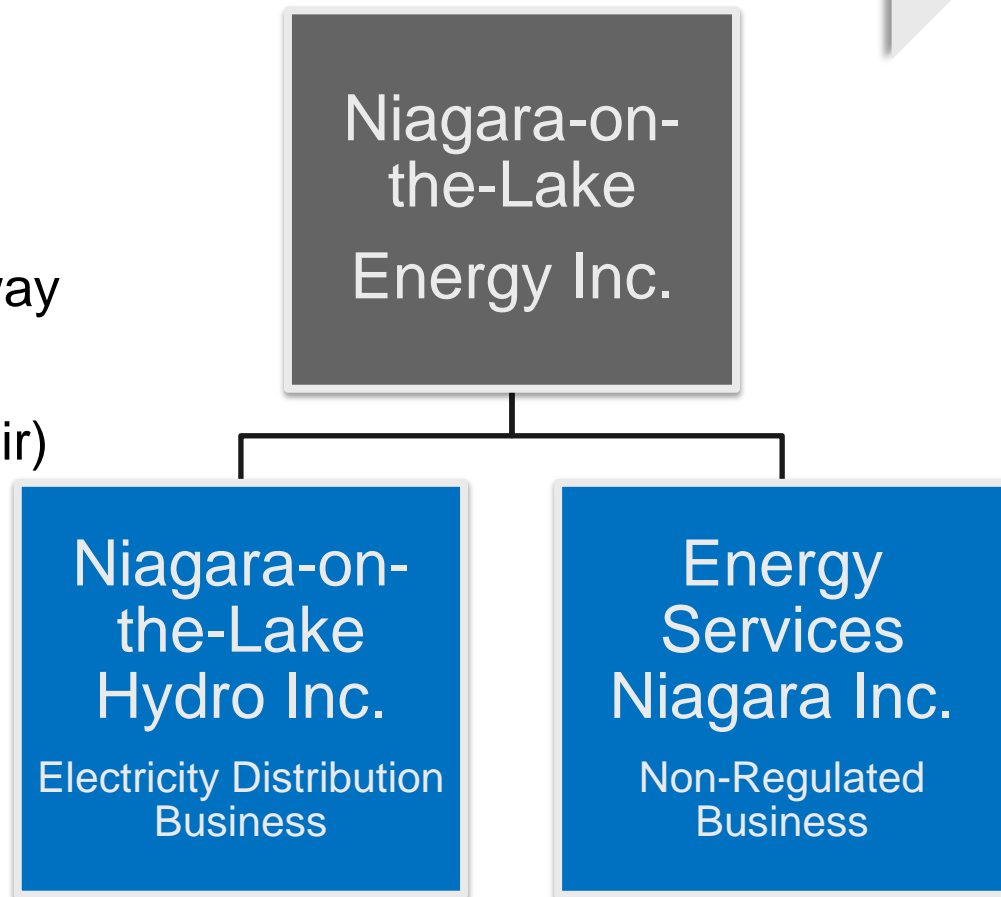 Niagara-on-
the-Lake
Energy Inc.
way
ir)
Niagara-on-
the-Lake
Hydro Inc.
Electricity Distribution
Business
Energy
Services
Niagara Inc.
Non-Regulated
Business